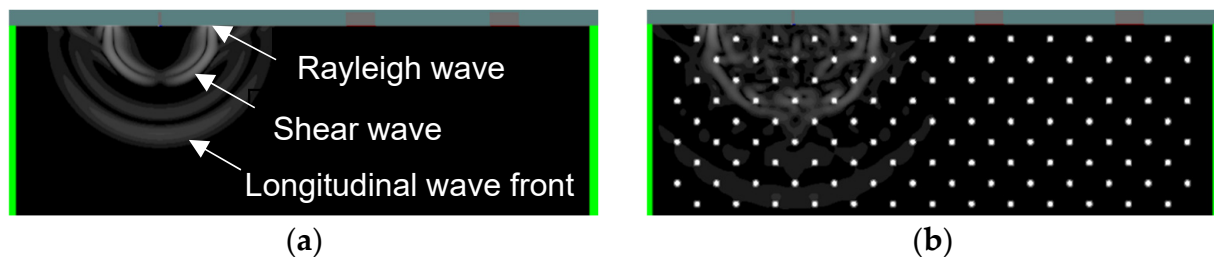 Rayleigh wave
Shear wave
Longitudinal wave front
(a)
(b)